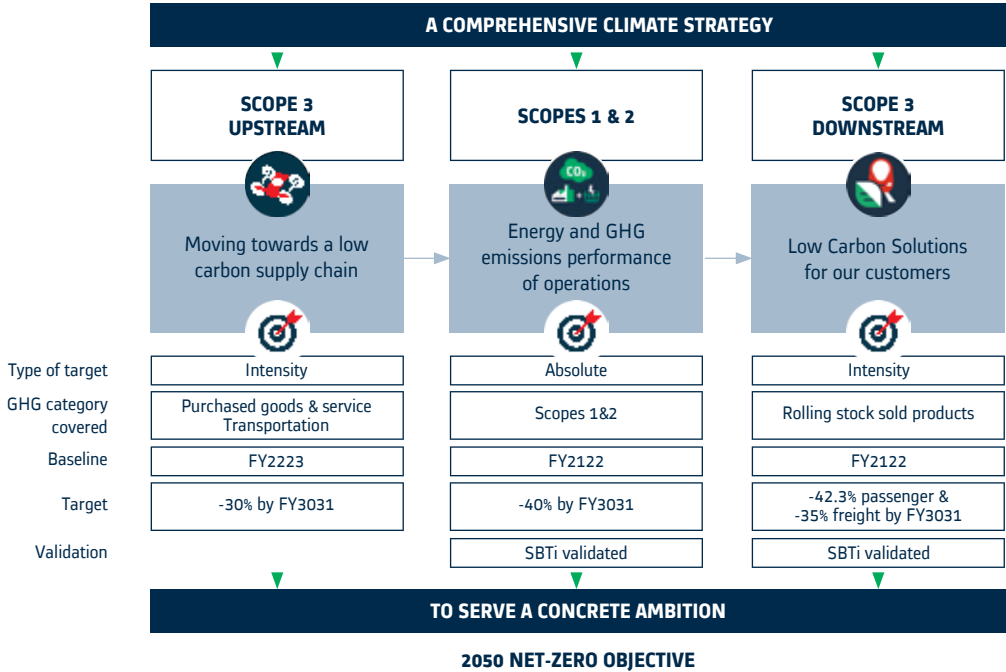 A COMPREHENSIVE CLIMATE STRATEGY
SCOPE 3
UPSTREAM
SCOPES 1 & 2
SCOPE 3
DOWNSTREAM
CO₂
Moving towards a low
carbon supply chain
Energy and GHG
emissions performance
of operations
Low Carbon Solutions
for our customers
Type of target
Intensity
Absolute
Intensity
GHG category
covered
Purchased goods & service
Transportation
Scopes 1&2
Rolling stock sold products
Baseline
FY2223
FY2122
FY2122
Target
-30% by FY3031
-40% by FY3031
-42.3% passenger &
-35% freight by FY3031
Validation
SBTi validated
SBTi validated
TO SERVE A CONCRETE AMBITION
2050 NET-ZERO OBJECTIVE